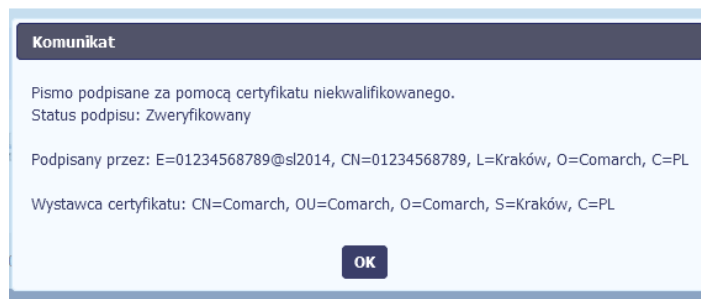 Komunikat
Pismo podpisane za pomocą certyfikatu niekwalifikowanego.
Status podpisu: Zweryfikowany
Podpisany przez: E=01234568789@sl2014, CN=01234568789, L=Kraków, O=Comarch, C=PL
Wystawca certyfikatu: CN=Comarch, OU=Comarch, O=Comarch, S=Kraków, C=PL
OK